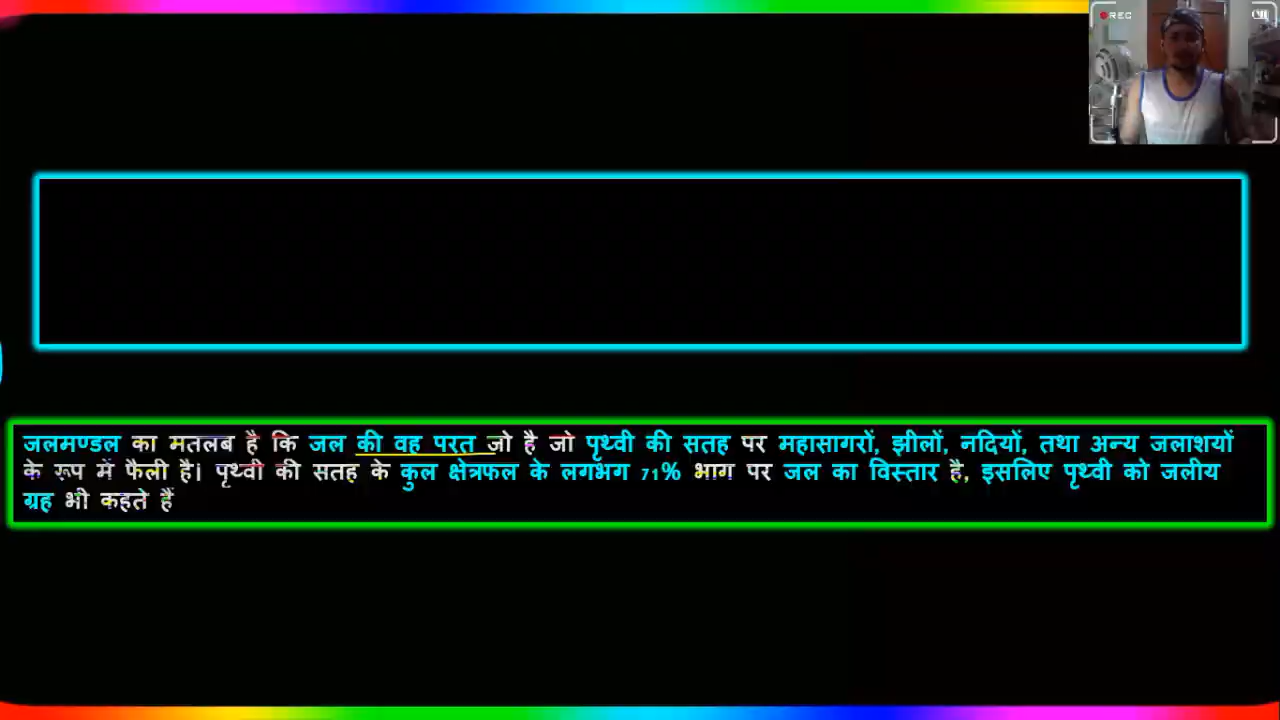 REC
जलमण्डल का मतलब है कि जल की वह परत जो है जो पृथ्वी की सतह पर महासागरों, झीलों, नदियों, तथा अन्य जलाशयों
के रूप में फैली है। पृथ्वी की सतह के कुल क्षेत्रफल के लगभग 71% भाग पर जल का विस्तार है, इसलिए पृथ्वी को जलीय
ग्रह भी कहते हैं